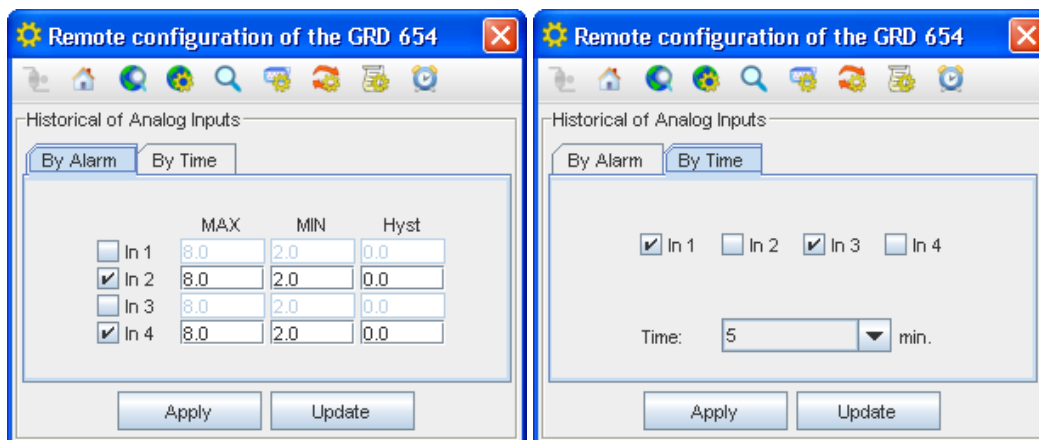 Remote configuration of the GRD 654
Historical of Analog Inputs
By Alarm By Time
MAX MIN Hyst
In 1 8.0 2.0 0.0
In 2 8.0 2.0 0.0
In 3 8.0 2.0 0.0
In 4 8.0 2.0 0.0
Apply Update
Remote configuration of the GRD 654
Historical of Analog Inputs
By Alarm By Time
In 1 In 2 In 3 In 4
Time: 5 min.
Apply Update